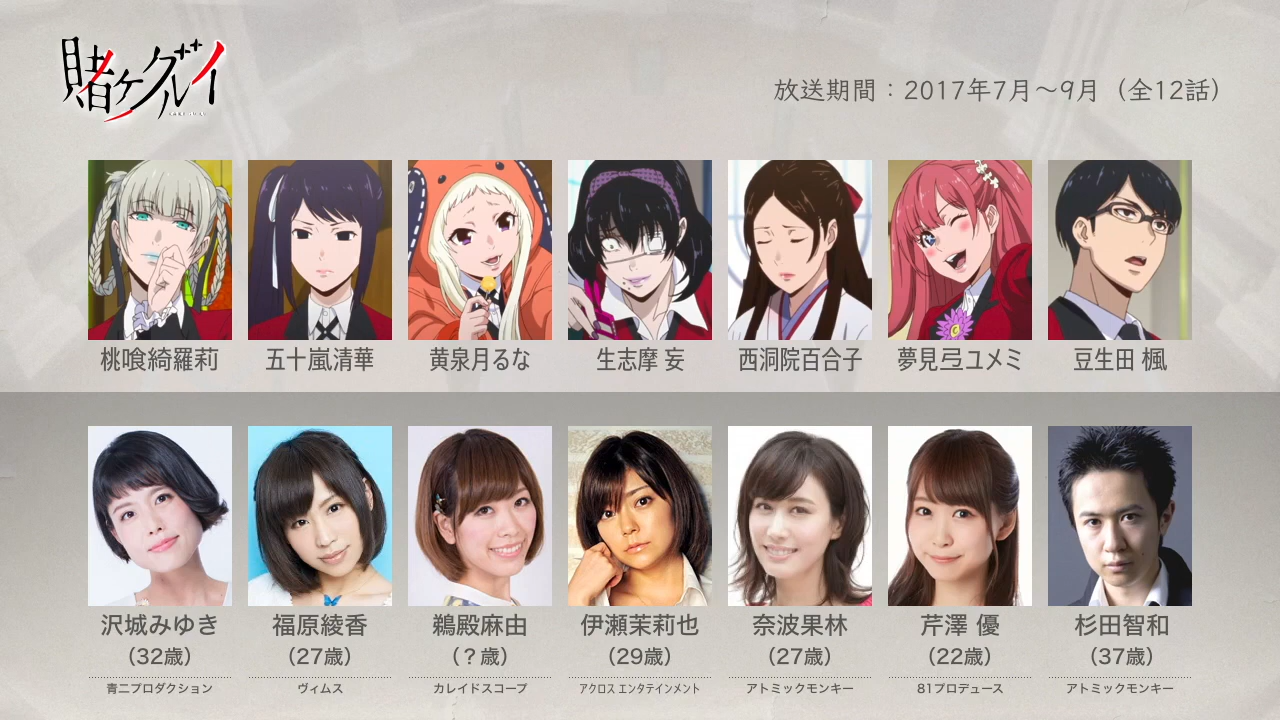 賭ケグルイ
放送期間：2017年7月～9月（全12話）
桃喰綺羅莉 五十嵐清華 黄泉月るな 生志摩 妄 西洞院百合子 夢見弖ユメミ 豆生田 楓
沢城みゆき 福原綾香 鵜殿麻由 伊瀬茉莉也 奈波果林 芹澤 優 杉田智和
（32歳） （27歳） （？歳） （29歳） （27歳） （22歳） （37歳）
青二プロダクション ヴィムス カレイドスコープ アクロス エンタテインメント アトミックモンキー 81プロデュース アトミックモンキー